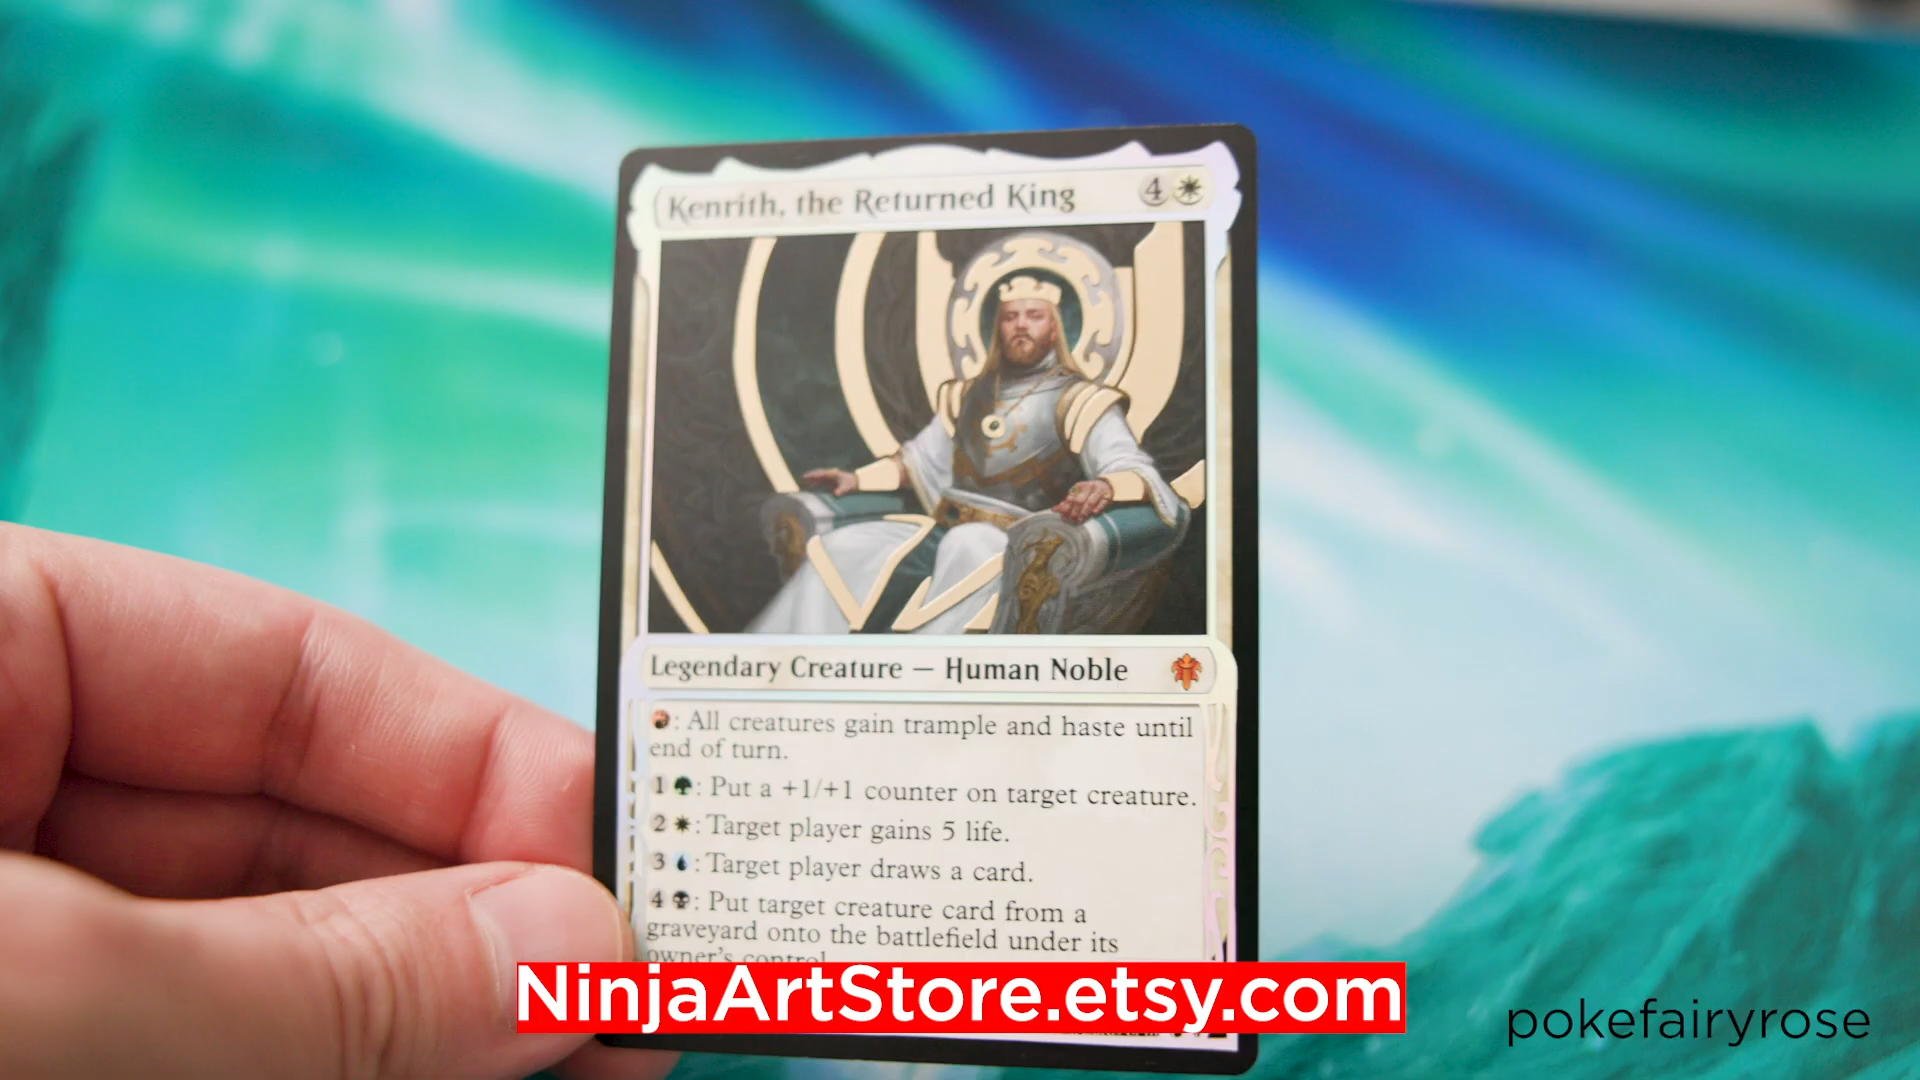 Kenrith, the Returned King 4
Legendary Creature — Human Noble
: All creatures gain trample and haste until
end of turn.
1 : Put a +1/+1 counter on target creature.
2 : Target player gains 5 life.
3 : Target player draws a card.
4 : Put target creature card from a
graveyard onto the battlefield under its
owner's control.
NinjaArtStore.etsy.com
pokefairyrose